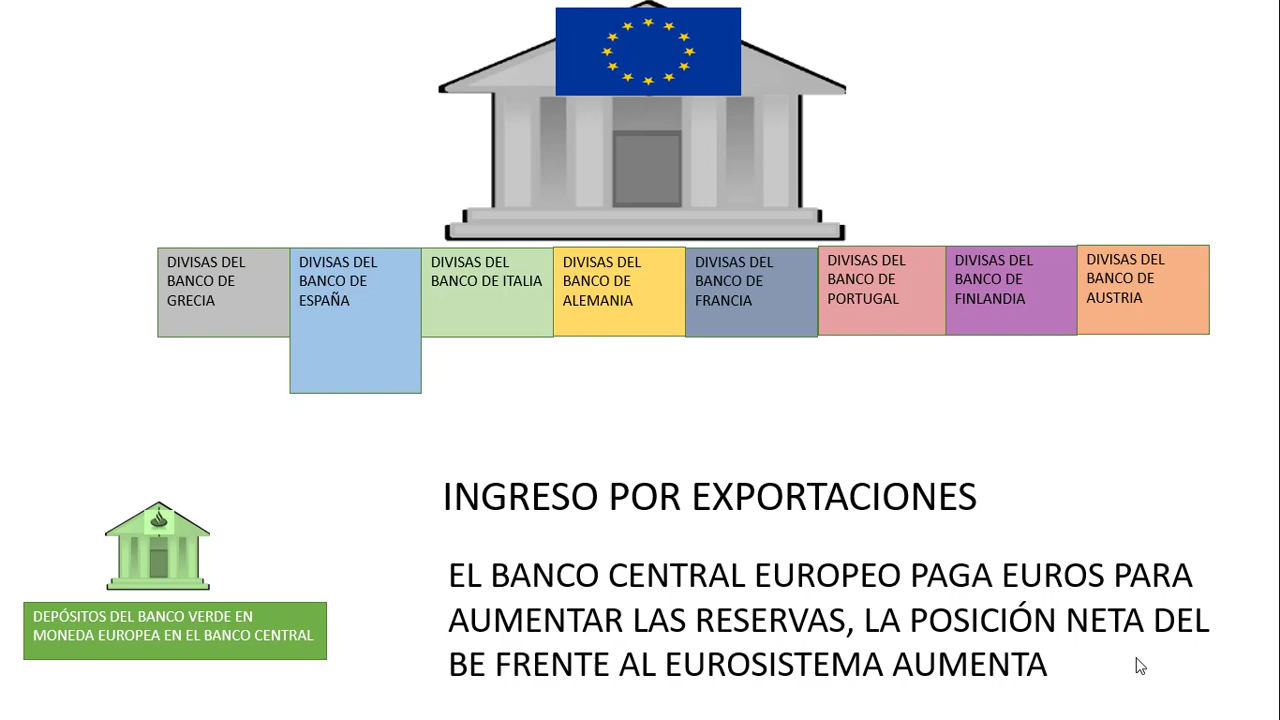 DIVISAS DEL
BANCO DE
GRECIA
DIVISAS DEL
BANCO DE
ESPAÑA
DIVISAS DEL
BANCO DE ITALIA
DIVISAS DEL
BANCO DE
ALEMANIA
DIVISAS DEL
BANCO DE
FRANCIA
DIVISAS DEL
BANCO DE
PORTUGAL
DIVISAS DEL
BANCO DE
FINLANDIA
DIVISAS DEL
BANCO DE
AUSTRIA
INGRESO POR EXPORTACIONES
EL BANCO CENTRAL EUROPEO PAGA EUROS PARA
AUMENTAR LAS RESERVAS, LA POSICIÓN NETA DEL
BE FRENTE AL EUROSISTEMA AUMENTA
DEPÓSITOS DEL BANCO VERDE EN
MONEDA EUROPEA EN EL BANCO CENTRAL